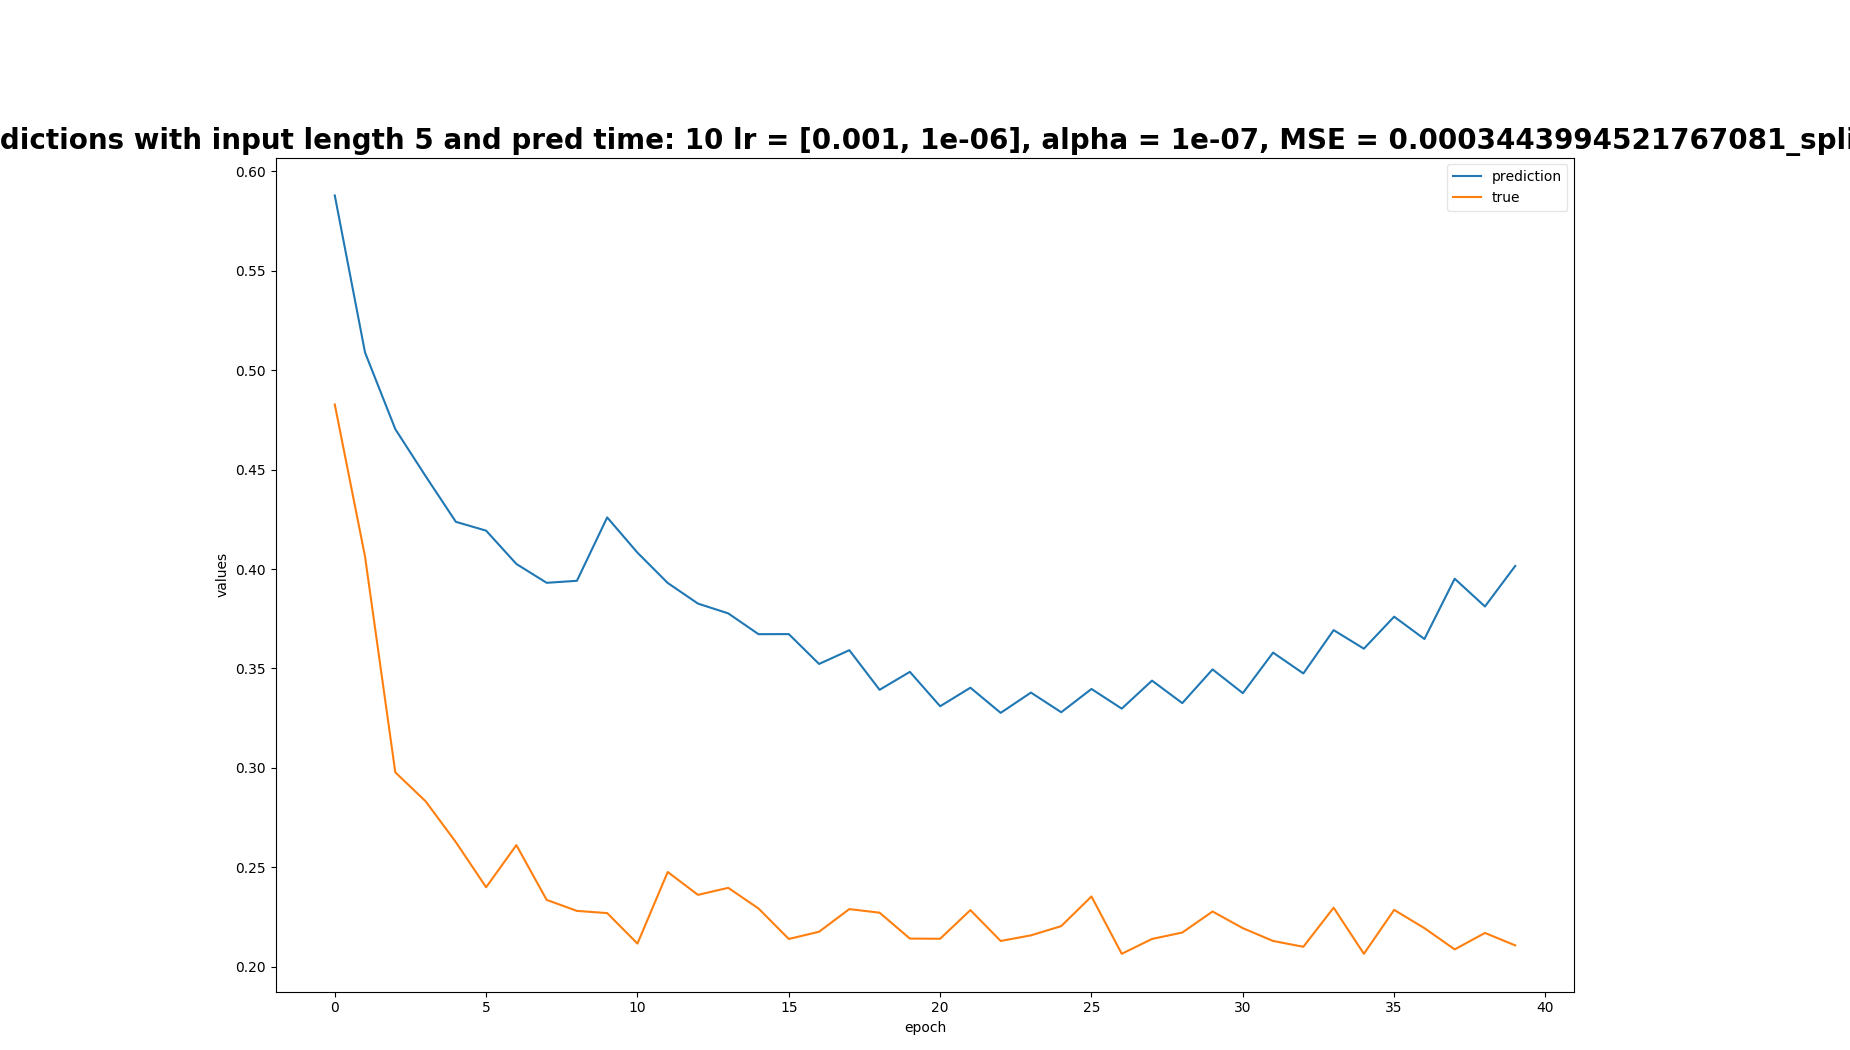 dictions with input length 5 and pred time: 10 lr = [0.001, 1e-06], alpha = 1e-07, MSE = 0.0003443994521767081_spli
prediction
true
0.60
0.55
0.50
0.45
0.40
0.35
0.30
0.25
0.20
values
0 5 10 15 20 25 30 35 40
epoch